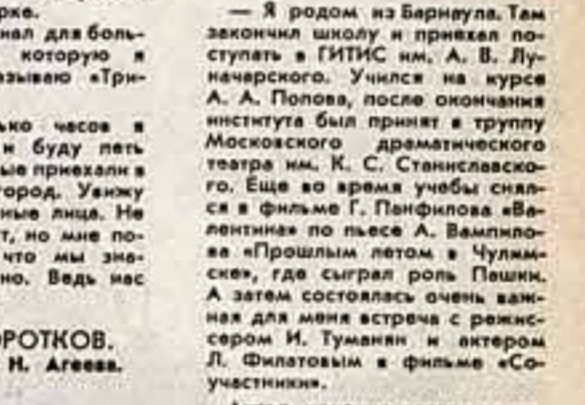 рке.
нал для боль-
которую я
азываю «Три-
ько часов я
и буду петь
ые приехали в
город. Увижу
ные лица. Не
т, но мне по-
что мы зна-
но. Ведь нас
РОТКОВ.
Н. Агеева.
— Я родом из Барнаула. Там
закончил школу и приехал по-
ступать в ГИТИС им. А. В. Лу-
начарского. Учился на курсе
А. А. Попова, после окончания
института был принят в труппу
Московского драматического
театра им. К. С. Станиславско-
го. Еще во время учебы снял-
ся в фильме Г. Панфилова «Ва-
лентина» по пьесе А. Вампило-
ва «Прошлым летом в Чулим-
ске», где сыграл роль Пашки.
А затем состоялась очень важ-
ная для меня встреча с режис-
сером И. Туманян и актером
Л. Филатовым в фильме «Со-
участники».